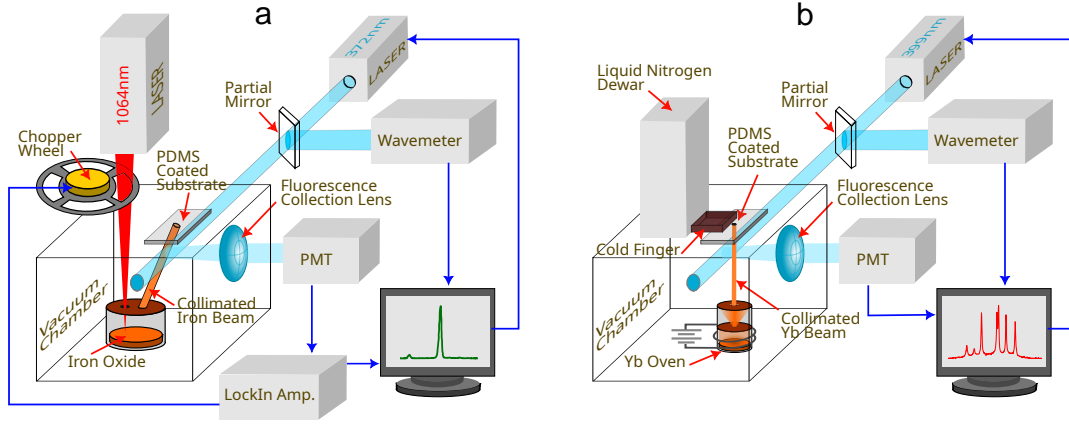 a
372nm
LASER
1064nm
LASER
Partial
Mirror
Chopper
Wheel
Wavemeter
PDMS
Coated
Substrate
Fluorescence
Collection Lens
PMT
Vacuum
Chamber
Collimated
Iron Beam
Iron Oxide
LockIn Amp.
b
399nm
LASER
Liquid Nitrogen
Dewar
Partial
Mirror
Wavemeter
PDMS
Coated
Substrate
Fluorescence
Collection Lens
Cold Finger
PMT
Vacuum
Chamber
Collimated
Yb Beam
Yb Oven